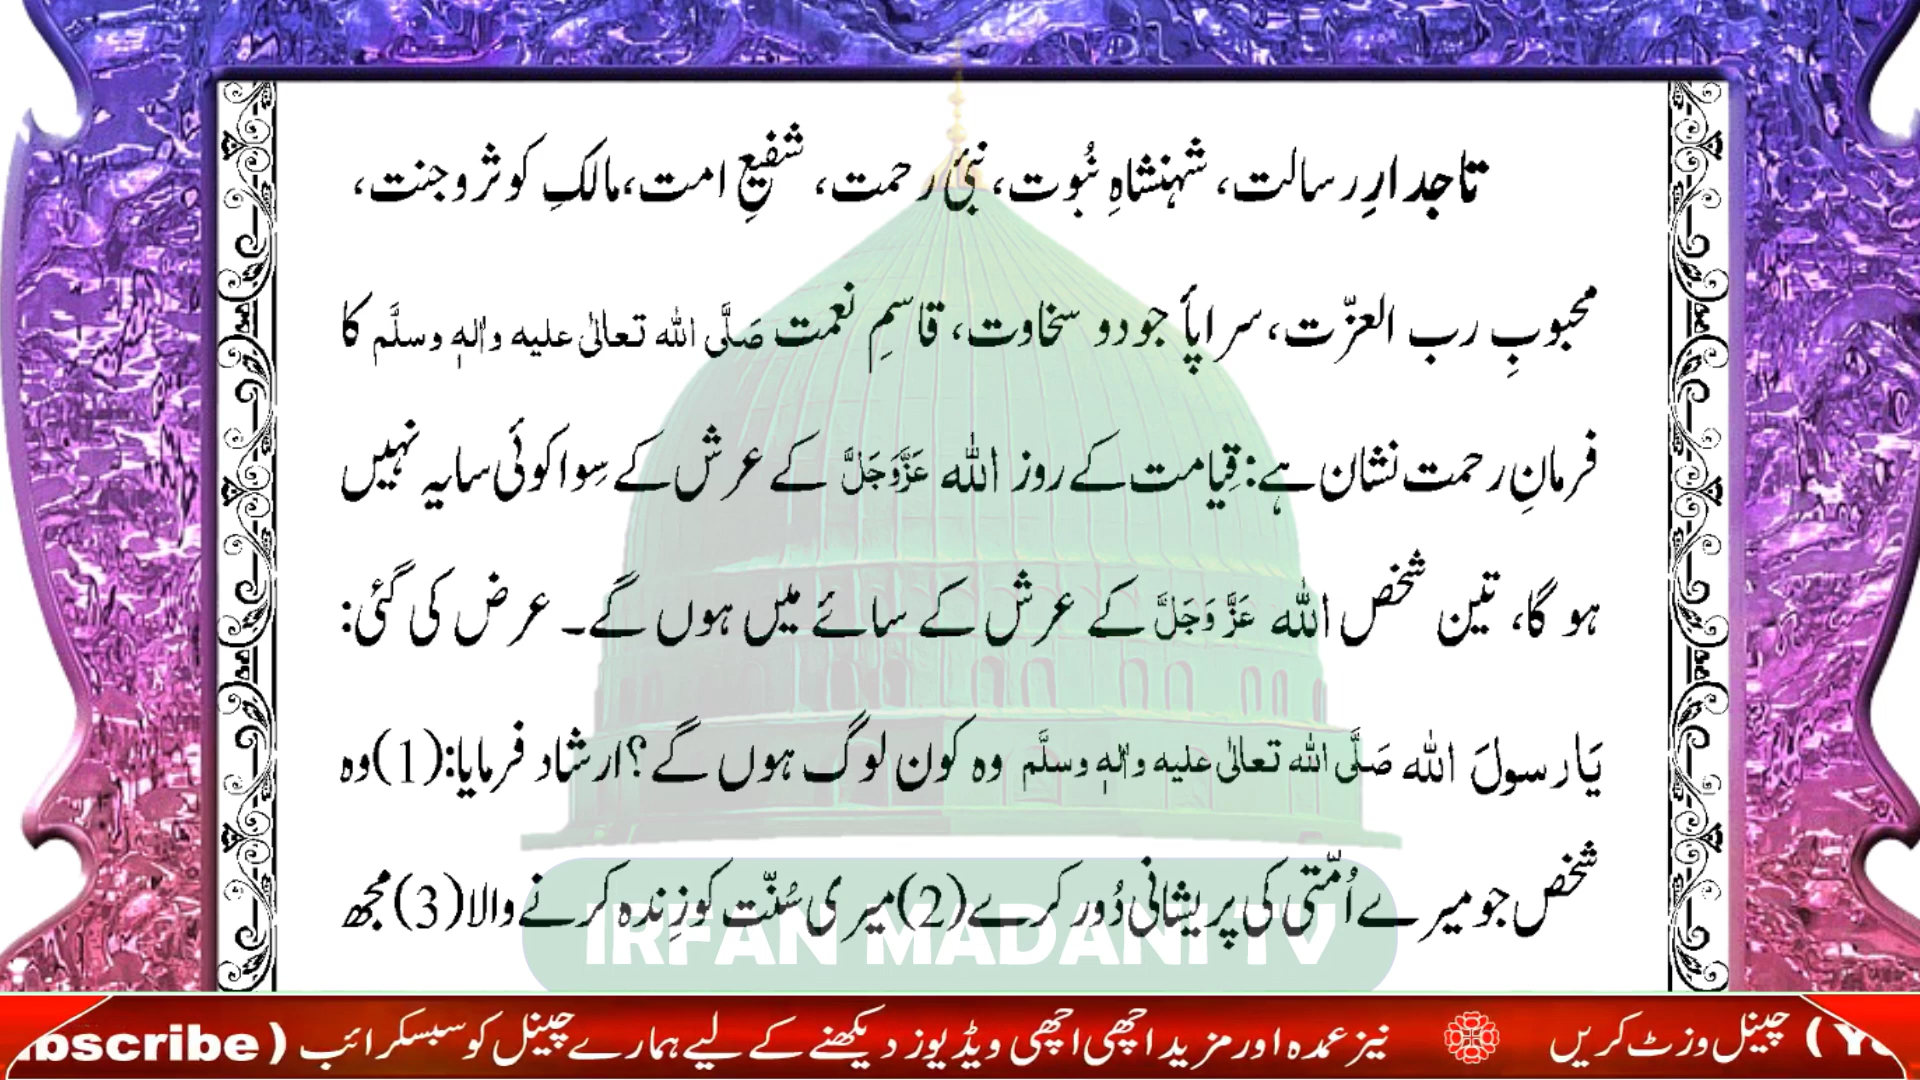 تاجدارِ رسالت، شہنشاہِ نُبوت، نبیٔ رحمت، شفیعِ امت، مالکِ کوثر و جنت،
محبوبِ رب العزّت، سراپأ جود و سخاوت، قاسمِ نعمت صَلَّی اللہ تعالیٰ علیہ واٰلہٖ وسلَّم کا
فرمانِ رحمت نشان ہے: قِیامت کے روز اللہ عَزَّوَجَلَّ کے عرش کے سِوا کوئی سایہ نہیں
ہو گا، تین شخص اللہ عَزَّوَجَلَّ کے عرش کے سائے میں ہوں گے۔ عرض کی گئی:
یَارسولَ اللہ صَلَّی اللہ تعالیٰ علیہ واٰلہٖ وسلَّم وہ کون لوگ ہوں گے؟ ارشاد فرمایا: (1) وہ
شخص جو میرے اُمّتی کی پریشانی دُور کرے (2) میری سُنّت کو زِندہ کرنے والا (3) مجھ
IRFAN MADANI TV
چینل وزٹ کریں نیز عمدہ اور مزید اچھی اچھی ویڈیوز دیکھنے کے لیے ہمارے چینل کو سبسکرائب (